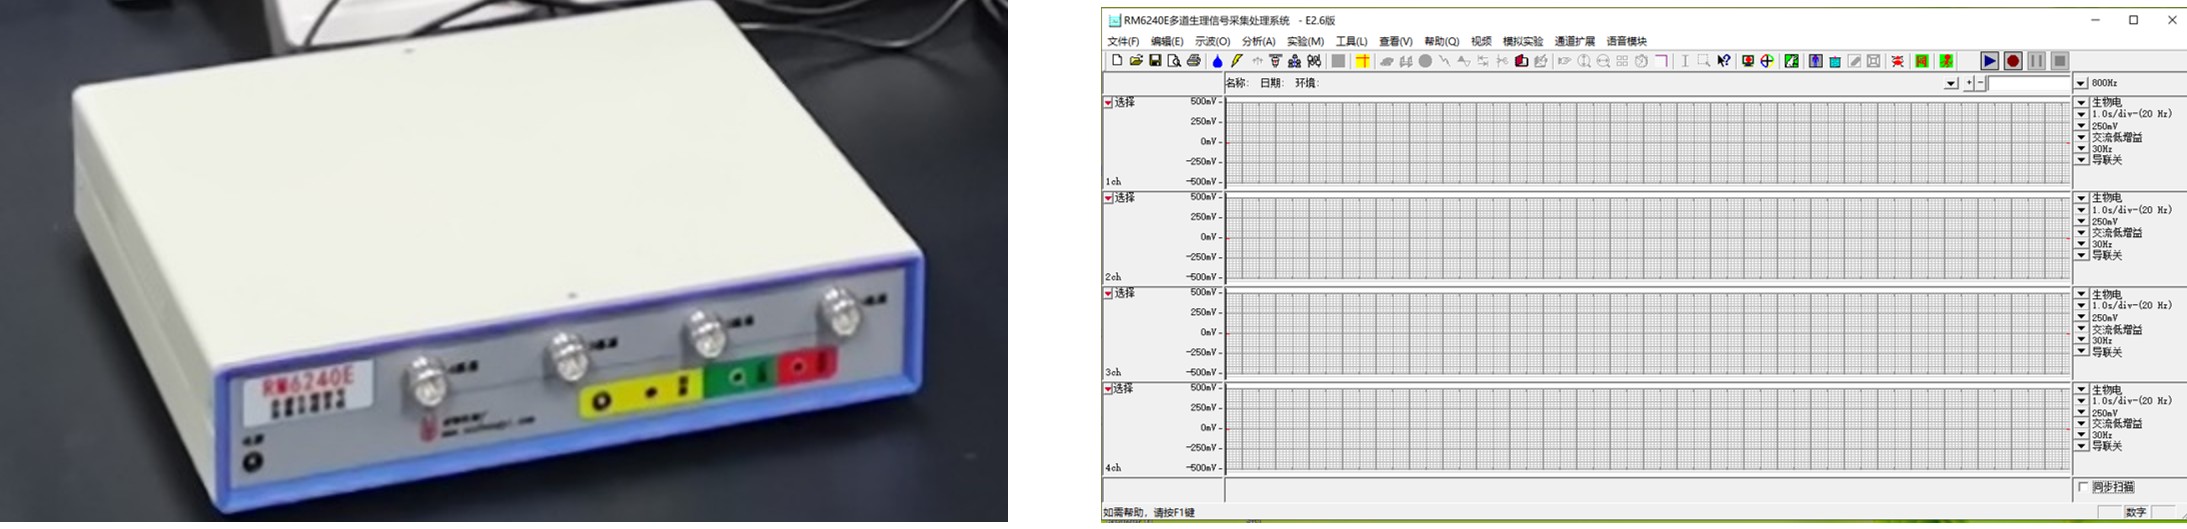 RM6240E
RM6240E多道生理信号采集处理系统 - E2.6版
文件(F) 编辑(E) 示波(O) 分析(A) 实验(M) 工具(L) 查看(V) 帮助(Q) 视频 模拟实验 通道扩展 语音模块
名称: 日期: 环境:
800Hz
选择
500mV
250mV
0mV
-250mV
-500mV
1ch
生物电
1.0s/div-(20 Hz)
250mV
交流低增益
30Hz
导联关
选择
500mV
250mV
0mV
-250mV
-500mV
2ch
生物电
1.0s/div-(20 Hz)
250mV
交流低增益
30Hz
导联关
选择
500mV
250mV
0mV
-250mV
-500mV
3ch
生物电
1.0s/div-(20 Hz)
250mV
交流低增益
30Hz
导联关
选择
500mV
250mV
0mV
-250mV
-500mV
4ch
生物电
1.0s/div-(20 Hz)
250mV
交流低增益
30Hz
导联关
同步扫描
如需帮助，请按F1键
数字